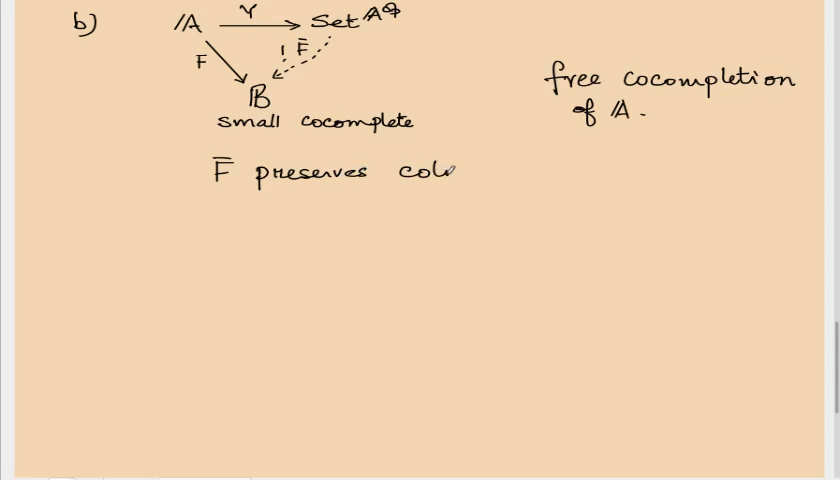 b) 𝔸 Y Set 𝔸^op
F ! F̄
𝔹
small cocomplete
free cocompletion
of 𝔸.
F̄ preserves col